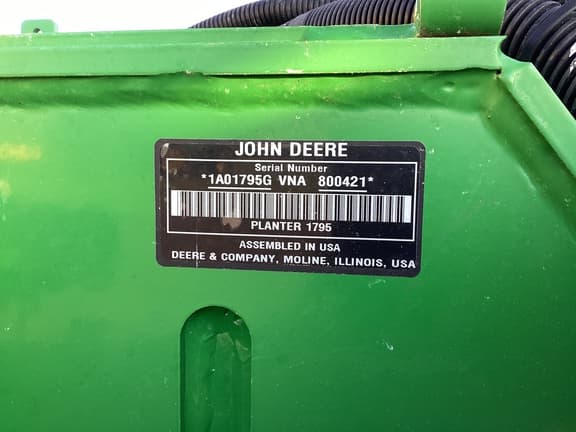 JOHN DEERE
Serial Number
*1A01795G VNA 800421*
PLANTER 1795
ASSEMBLED IN USA
DEERE & COMPANY, MOLINE, ILLINOIS, USA